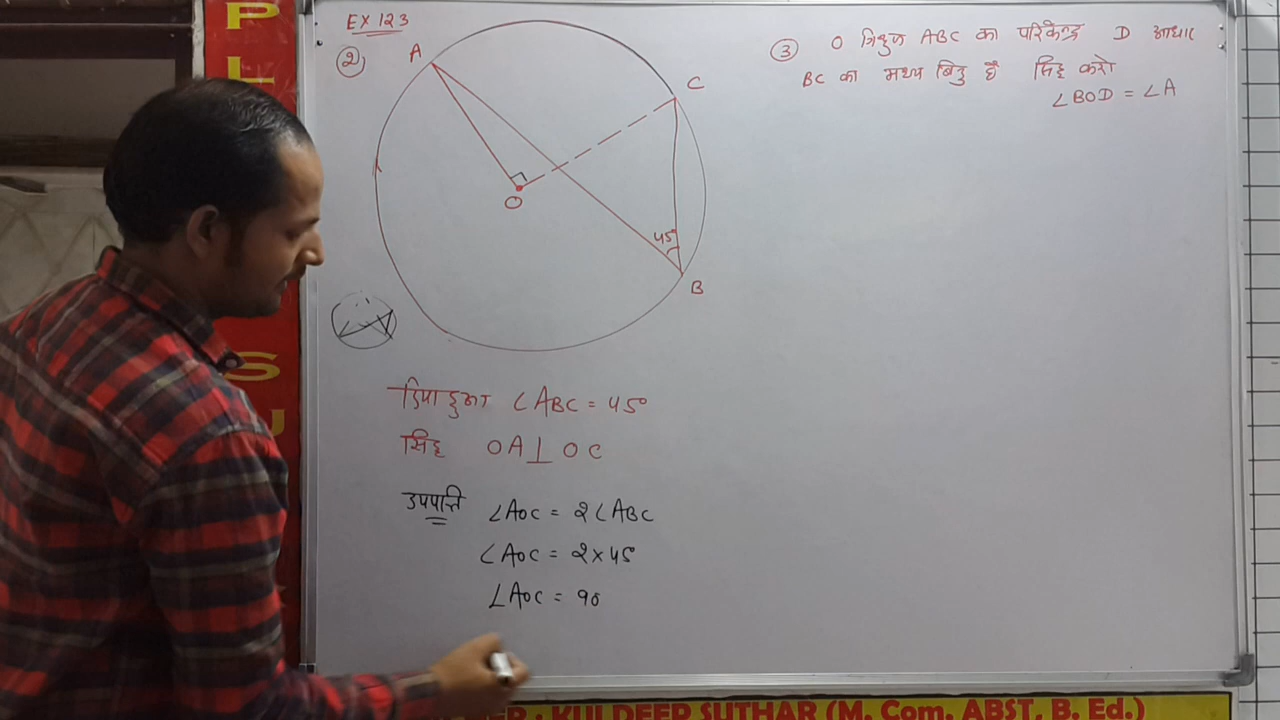 EX 12.3
②
A
C
O
45°
B
दिया हुआ ∠ABC = 45°
सिद्ध OA⊥OC
उपपत्ति ∠AOC = 2∠ABC
∠AOC = 2×45
∠AOC = 90
③ O त्रिभुज ABC का परिकेन्द्र D आधार
BC का मध्य बिंदु है सिद्ध करो
∠BOD = ∠A
P
L
S
U
: KULDEEP SUTHAR (M. Com, ABST, B. Ed.)